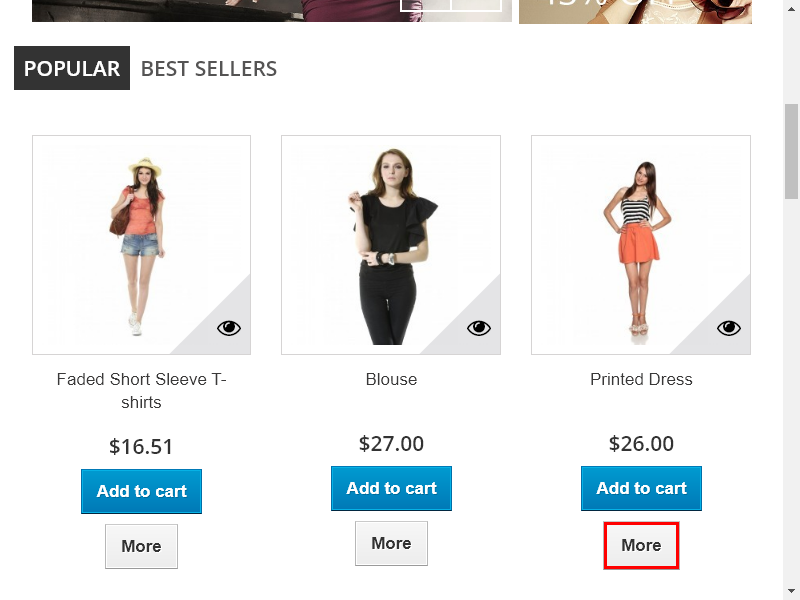 POPULAR BEST SELLERS
Faded Short Sleeve T-
shirts
Blouse
Printed Dress
$16.51
$27.00
$26.00
Add to cart
Add to cart
Add to cart
More
More
More